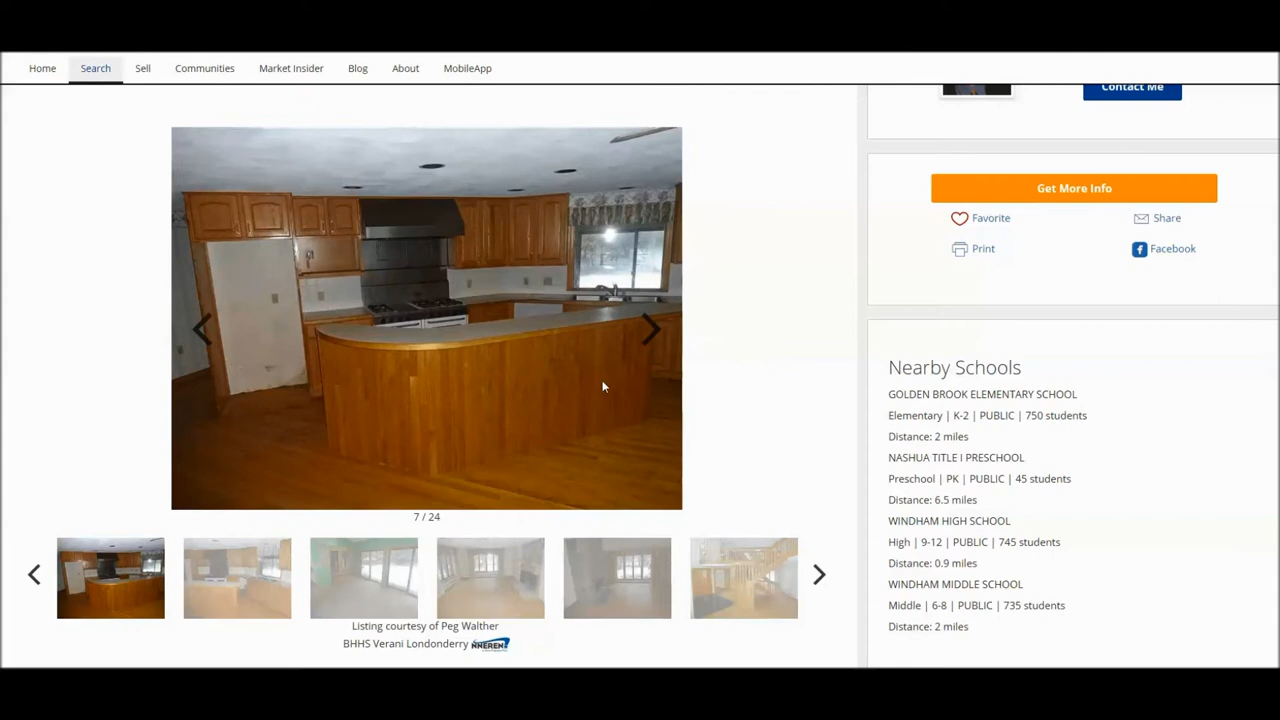 Home Search Sell Communities Market Insider Blog About MobileApp
Contact Me
Get More Info
Favorite Share
Print Facebook
Nearby Schools
GOLDEN BROOK ELEMENTARY SCHOOL
Elementary | K-2 | PUBLIC | 750 students
Distance: 2 miles
NASHUA TITLE I PRESCHOOL
Preschool | PK | PUBLIC | 45 students
Distance: 6.5 miles
WINDHAM HIGH SCHOOL
High | 9-12 | PUBLIC | 745 students
Distance: 0.9 miles
WINDHAM MIDDLE SCHOOL
Middle | 6-8 | PUBLIC | 735 students
Distance: 2 miles
7 / 24
Listing courtesy of Peg Walther
BHHS Verani Londonderry NNEREN